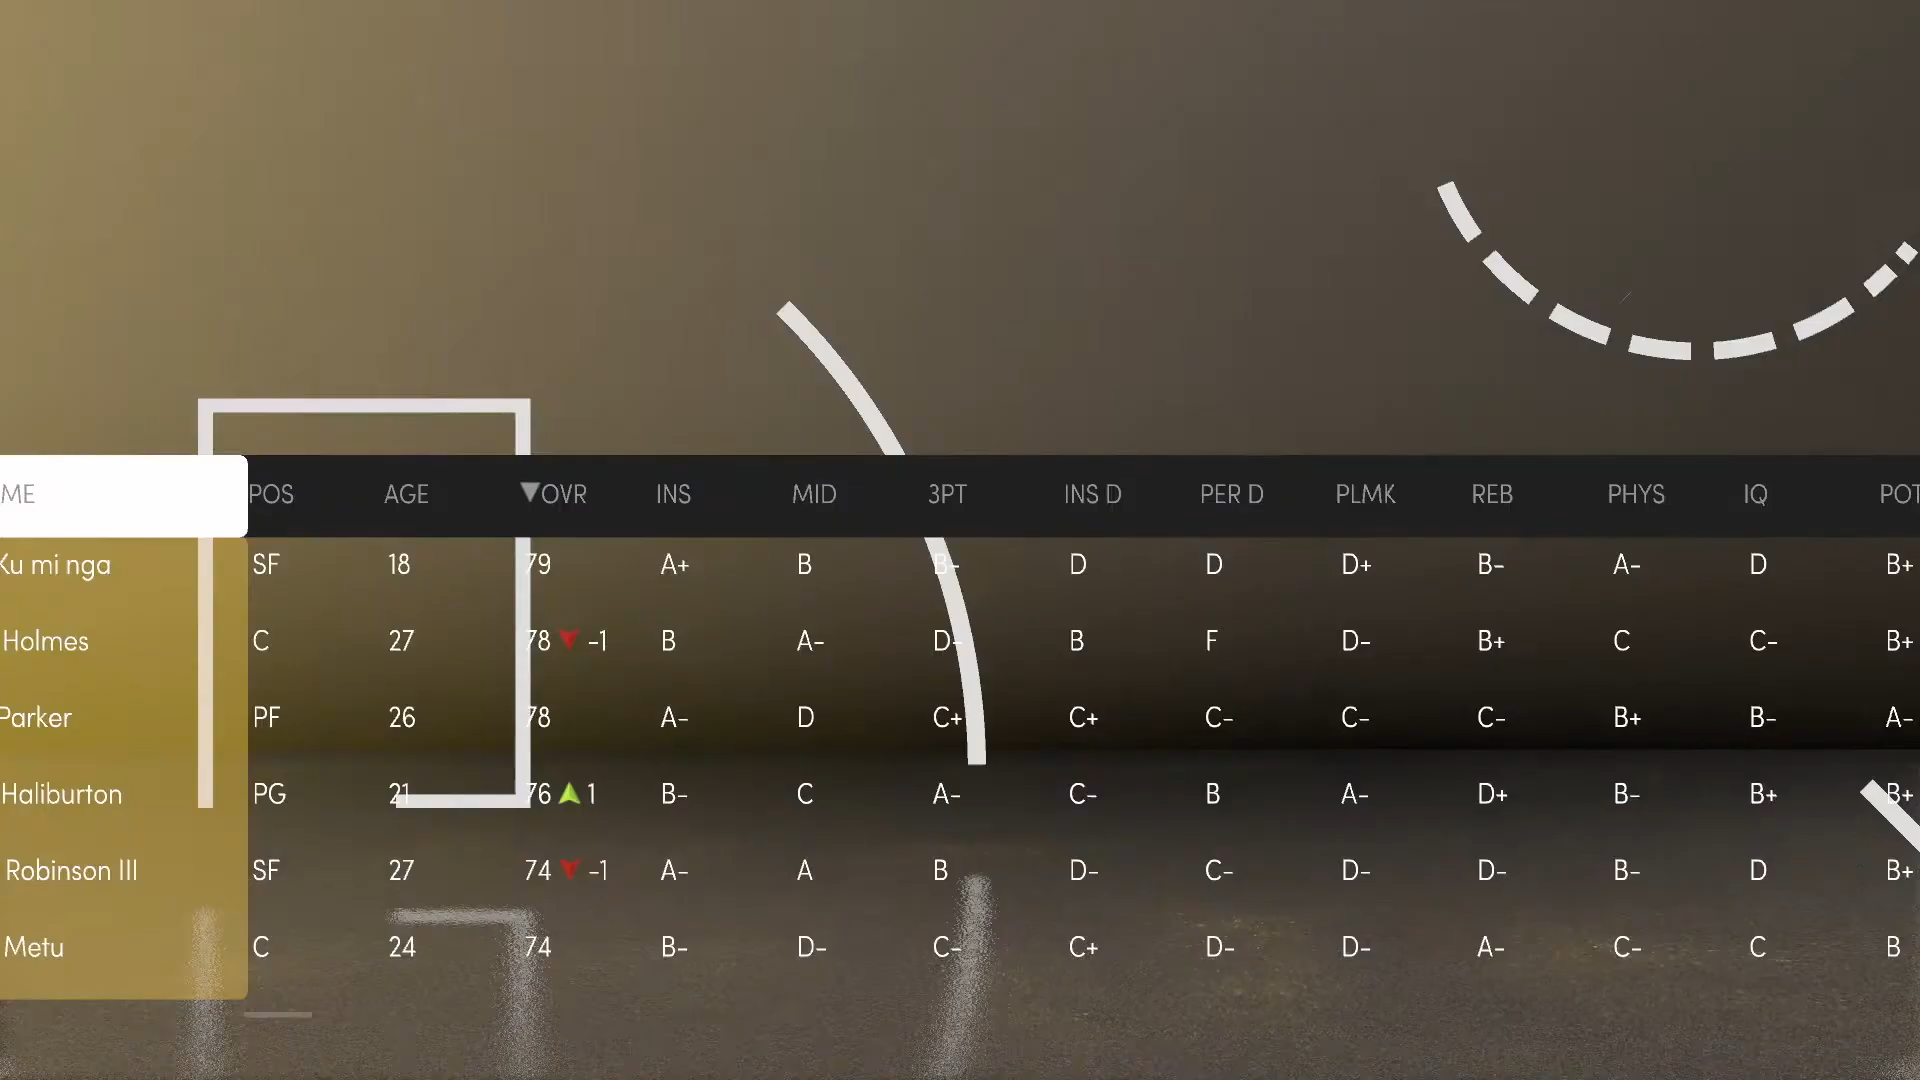 ME POS AGE ▼OVR INS MID 3PT INS D PER D PLMK REB PHYS IQ POT
Ku mi nga SF 18 79 A+ B B- D D D+ B- A- D B+
Holmes C 27 78 -1 B A- D- B F D- B+ C C- B+
Parker PF 26 78 A- D C+ C+ C- C- C- B+ B- A-
Haliburton PG 21 76 1 B- C A- C- B A- D+ B- B+ B+
Robinson III SF 27 74 -1 A- A B D- C- D- D- B- D B+
Metu C 24 74 B- D- C- C+ D- D- A- C- C B